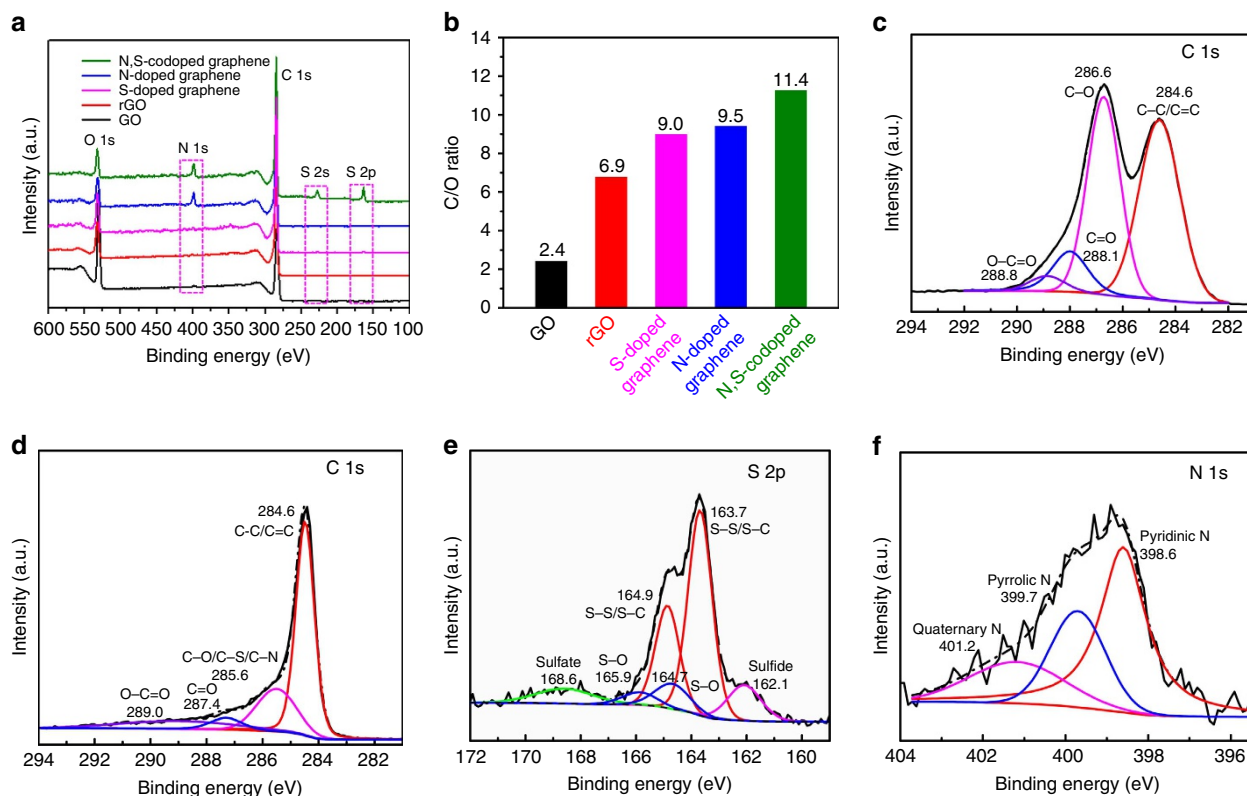 a
N,S-codoped graphene
N-doped graphene
S-doped graphene
rGO
GO
C 1s
O 1s
N 1s
S 2s
S 2p
Intensity (a.u.)
600 550 400 350 300 250 200 150 100
Binding energy (eV)
b
14
12
10
8
6
4
2
0
C/O ratio
2.4
6.9
9.0
9.5
11.4
GO
rGO
S-doped
graphene
N-doped
graphene
N,S-codoped
graphene
c
C 1s
286.6
C–O
284.6
C–C/C=C
C=O
288.1
O–C=O
288.8
Intensity (a.u.)
294 290 288 286 284 282
Binding energy (eV)
d
C 1s
284.6
C-C/C=C
C–O/C–S/C–N
285.6
C=O
287.4
O–C=O
289.0
Intensity (a.u.)
294 292 290 288 286 284 282
Binding energy (eV)
e
S 2p
163.7
S–S/S–C
164.9
S–S/S–C
S–O
165.9
Sulfate
168.6
164.7
S–O
Sulfide
162.1
Intensity (a.u.)
172 170 168 166 164 162 160
Binding energy (eV)
f
N 1s
Pyridinic N
398.6
Pyrrolic N
399.7
Quaternary N
401.2
Intensity (a.u.)
404 402 400 398 396
Binding energy (eV)